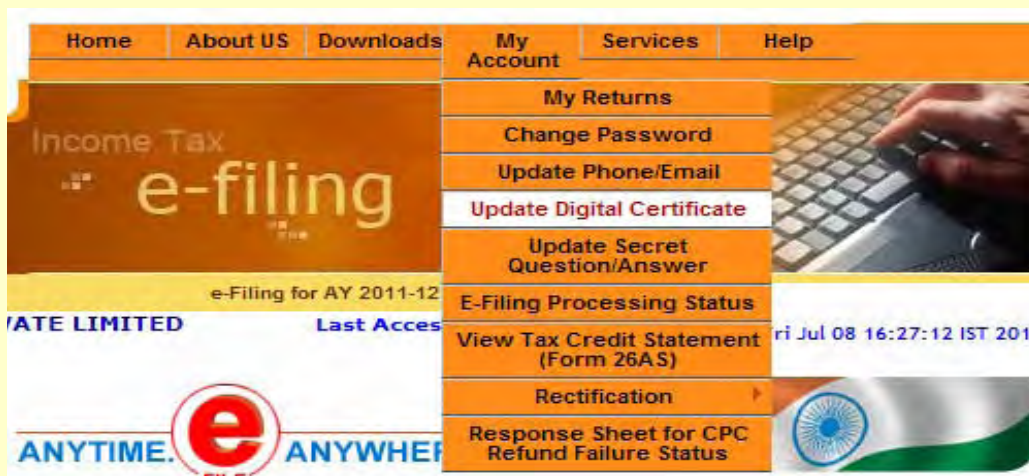 Home About US Downloads My Account Services Help
My Returns
Change Password
Update Phone/Email
Update Digital Certificate
Update Secret
Question/Answer
E-Filing Processing Status
View Tax Credit Statement
(Form 26AS)
Rectification
Response Sheet for CPC
Refund Failure Status
Income Tax
e-filing
e-Filing for AY 2011-12
VATE LIMITED Last Acces ri Jul 08 16:27:12 IST 201
e
ANYTIME. ANYWHER